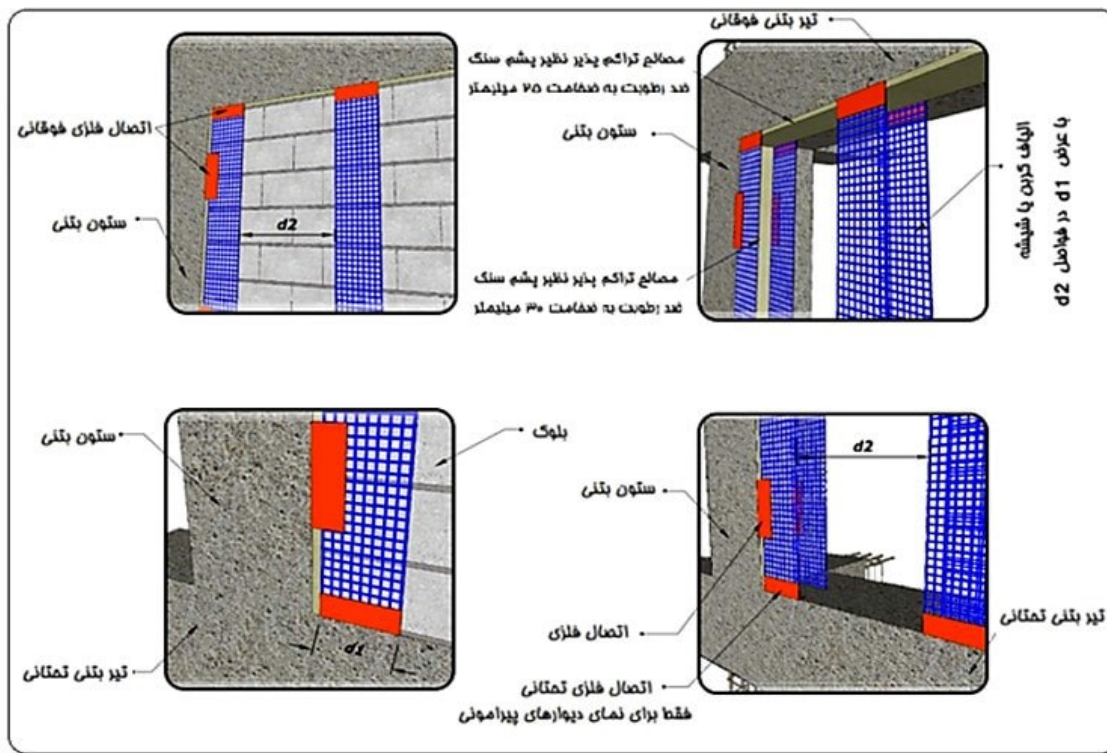 تیر بتنی فوقانی
مصالح تراکم پذیر نظیر پشم سنگ
ضد رطوبت به ضخامت ۲۵ میلیمتر
ستون بتنی
الیاف کربن یا شیشه
با عرض d1 در فواصل d2
مصالح تراکم پذیر نظیر پشم سنگ
ضد رطوبت به ضخامت ۳۰ میلیمتر
اتصال فلزی فوقانی
ستون بتنی
d2
d2
ستون بتنی
اتصال فلزی
تیر بتنی تحتانی
اتصال فلزی تحتانی
فقط برای نمای دیوارهای پیرامونی
ستون بتنی
بلوک
تیر بتنی تحتانی
d1